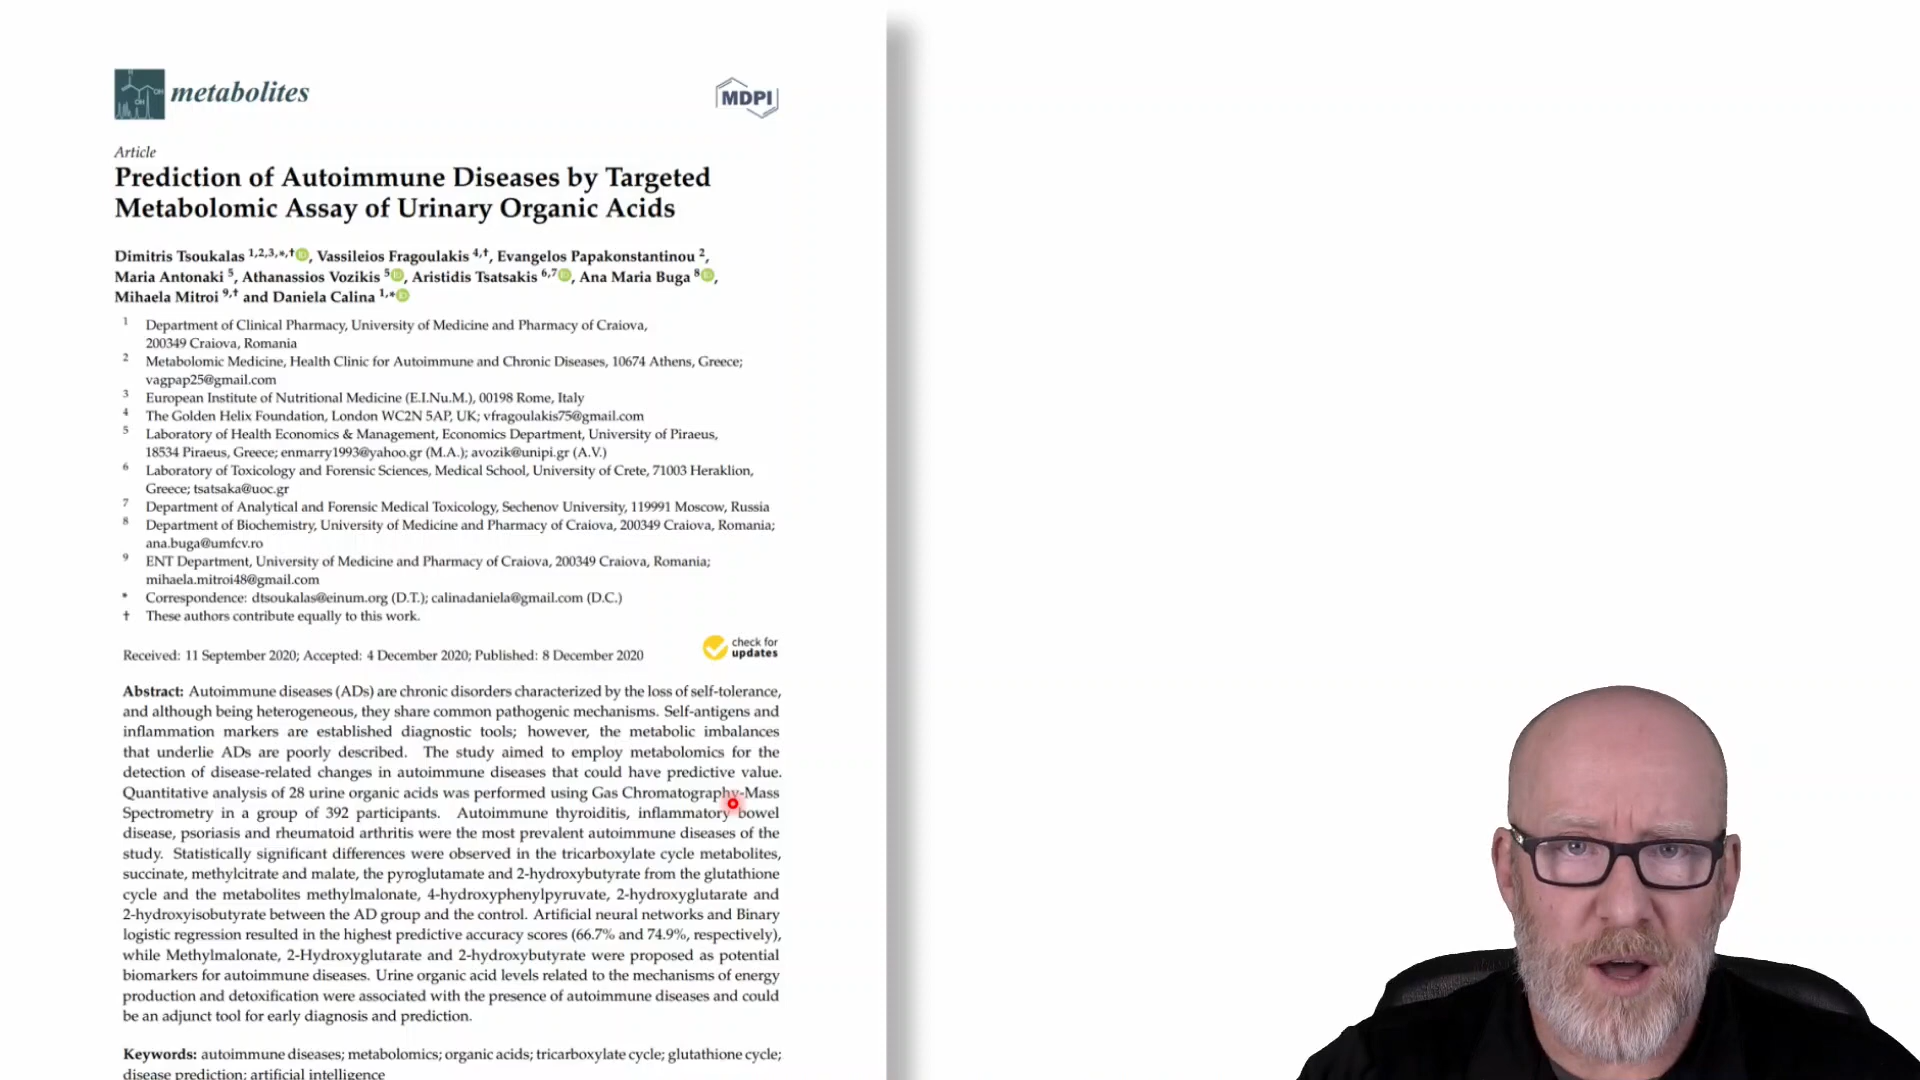 metabolites
MDPI
Article
Prediction of Autoimmune Diseases by Targeted
Metabolomic Assay of Urinary Organic Acids
Dimitris Tsoukalas 1,2,3,*,†, Vassileios Fragoulakis 4,†, Evangelos Papakonstantinou 2,
Maria Antonaki 5, Athanassios Vozikis 5, Aristidis Tsatsakis 6,7, Ana Maria Buga 8,
Mihaela Mitroi 9,† and Daniela Calina 1,*
1 Department of Clinical Pharmacy, University of Medicine and Pharmacy of Craiova,
200349 Craiova, Romania
2 Metabolomic Medicine, Health Clinic for Autoimmune and Chronic Diseases, 10674 Athens, Greece;
vagpap25@gmail.com
3 European Institute of Nutritional Medicine (E.I.Nu.M.), 00198 Rome, Italy
4 The Golden Helix Foundation, London WC2N 5AP, UK; vfragoulakis75@gmail.com
5 Laboratory of Health Economics & Management, Economics Department, University of Piraeus,
18534 Piraeus, Greece; enmarry1993@yahoo.gr (M.A.); avozik@unipi.gr (A.V.)
6 Laboratory of Toxicology and Forensic Sciences, Medical School, University of Crete, 71003 Heraklion,
Greece; tsatsaka@uoc.gr
7 Department of Analytical and Forensic Medical Toxicology, Sechenov University, 119991 Moscow, Russia
8 Department of Biochemistry, University of Medicine and Pharmacy of Craiova, 200349 Craiova, Romania;
ana.buga@umfcv.ro
9 ENT Department, University of Medicine and Pharmacy of Craiova, 200349 Craiova, Romania;
mihaela.mitroi48@gmail.com
* Correspondence: dtsoukalas@einum.org (D.T.); calinadaniela@gmail.com (D.C.)
† These authors contribute equally to this work.
check for
updates
Received: 11 September 2020; Accepted: 4 December 2020; Published: 8 December 2020
Abstract: Autoimmune diseases (ADs) are chronic disorders characterized by the loss of self-tolerance,
and although being heterogeneous, they share common pathogenic mechanisms. Self-antigens and
inflammation markers are established diagnostic tools; however, the metabolic imbalances
that underlie ADs are poorly described. The study aimed to employ metabolomics for the
detection of disease-related changes in autoimmune diseases that could have predictive value.
Quantitative analysis of 28 urine organic acids was performed using Gas Chromatography-Mass
Spectrometry in a group of 392 participants. Autoimmune thyroiditis, inflammatory bowel
disease, psoriasis and rheumatoid arthritis were the most prevalent autoimmune diseases of the
study. Statistically significant differences were observed in the tricarboxylate cycle metabolites,
succinate, methylcitrate and malate, the pyroglutamate and 2-hydroxybutyrate from the glutathione
cycle and the metabolites methylmalonate, 4-hydroxyphenylpyruvate, 2-hydroxyglutarate and
2-hydroxyisobutyrate between the AD group and the control. Artificial neural networks and Binary
logistic regression resulted in the highest predictive accuracy scores (66.7% and 74.9%, respectively),
while Methylmalonate, 2-Hydroxyglutarate and 2-hydroxybutyrate were proposed as potential
biomarkers for autoimmune diseases. Urine organic acid levels related to the mechanisms of energy
production and detoxification were associated with the presence of autoimmune diseases and could
be an adjunct tool for early diagnosis and prediction.
Keywords: autoimmune diseases; metabolomics; organic acids; tricarboxylate cycle; glutathione cycle;
disease prediction; artificial intelligence